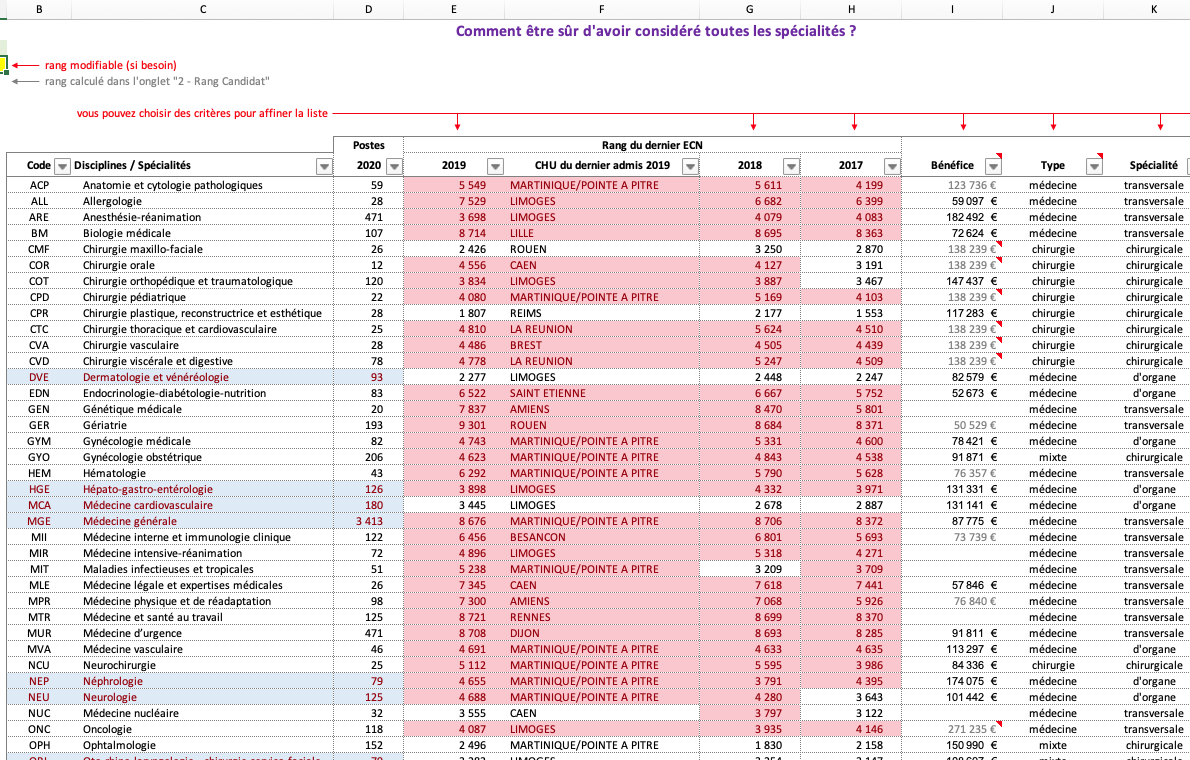 B C D E F G H I J K
Comment être sûr d'avoir considéré toutes les spécialités ?
rang modifiable (si besoin)
rang calculé dans l'onglet "2 - Rang Candidat"
vous pouvez choisir des critères pour affiner la liste
Postes Rang du dernier ECN
Code Disciplines / Spécialités 2020 2019 CHU du dernier admis 2019 2018 2017 Bénéfice Type Spécialité
ACP Anatomie et cytologie pathologiques 59 5 549 MARTINIQUE/POINTE A PITRE 5 611 4 199 123 736 € médecine transversale
ALL Allergologie 28 7 529 LIMOGES 6 682 6 399 59 097 € médecine transversale
ARE Anesthésie-réanimation 471 3 698 LIMOGES 4 079 4 083 182 492 € médecine transversale
BM Biologie médicale 107 8 714 LILLE 8 695 8 363 72 624 € médecine transversale
CMF Chirurgie maxillo-faciale 26 2 426 ROUEN 3 250 2 870 138 239 € chirurgie chirurgicale
COR Chirurgie orale 12 4 556 CAEN 4 127 3 191 138 239 € chirurgie chirurgicale
COT Chirurgie orthopédique et traumatologique 120 3 834 LIMOGES 3 887 3 467 147 437 € chirurgie chirurgicale
CPD Chirurgie pédiatrique 22 4 080 MARTINIQUE/POINTE A PITRE 5 169 4 103 138 239 € chirurgie chirurgicale
CPR Chirurgie plastique, reconstructrice et esthétique 28 1 807 REIMS 2 177 1 553 117 283 € chirurgie chirurgicale
CTC Chirurgie thoracique et cardiovasculaire 25 4 810 LA REUNION 5 624 4 510 138 239 € chirurgie chirurgicale
CVA Chirurgie vasculaire 28 4 486 BREST 4 505 4 439 138 239 € chirurgie chirurgicale
CVD Chirurgie viscérale et digestive 78 4 778 LA REUNION 5 247 4 509 138 239 € chirurgie chirurgicale
DVE Dermatologie et vénéréologie 93 2 277 LIMOGES 2 448 2 247 82 579 € médecine d'organe
EDN Endocrinologie-diabétologie-nutrition 83 6 522 SAINT ETIENNE 6 667 5 752 52 673 € médecine d'organe
GEN Génétique médicale 20 7 837 AMIENS 8 470 5 801 médecine transversale
GER Gériatrie 193 9 301 ROUEN 8 684 8 371 50 529 € médecine transversale
GYM Gynécologie médicale 82 4 743 MARTINIQUE/POINTE A PITRE 5 331 4 600 78 421 € médecine d'organe
GYO Gynécologie obstétrique 206 4 623 MARTINIQUE/POINTE A PITRE 4 843 4 538 91 871 € mixte chirurgicale
HEM Hématologie 43 6 292 MARTINIQUE/POINTE A PITRE 5 790 5 628 76 357 € médecine transversale
HGE Hépato-gastro-entérologie 126 3 898 LIMOGES 4 332 3 971 131 331 € médecine d'organe
MCA Médecine cardiovasculaire 180 3 445 LIMOGES 2 678 2 887 131 141 € médecine d'organe
MGE Médecine générale 3 413 8 676 MARTINIQUE/POINTE A PITRE 8 706 8 372 87 775 € médecine transversale
MII Médecine interne et immunologie clinique 122 6 456 BESANCON 6 801 5 693 73 739 € médecine transversale
MIR Médecine intensive-réanimation 72 4 896 LIMOGES 5 318 4 271 médecine transversale
MIT Maladies infectieuses et tropicales 51 5 238 MARTINIQUE/POINTE A PITRE 3 209 3 709 médecine transversale
MLE Médecine légale et expertises médicales 26 7 345 CAEN 7 618 7 441 57 846 € médecine transversale
MPR Médecine physique et de réadaptation 98 7 300 AMIENS 7 068 5 926 76 840 € médecine transversale
MTR Médecine et santé au travail 125 8 721 RENNES 8 699 8 370 médecine transversale
MUR Médecine d’urgence 471 8 708 DIJON 8 693 8 285 91 811 € médecine transversale
MVA Médecine vasculaire 46 4 691 MARTINIQUE/POINTE A PITRE 4 633 4 635 113 297 € médecine d'organe
NCU Neurochirurgie 25 5 112 MARTINIQUE/POINTE A PITRE 5 595 3 986 84 336 € chirurgie chirurgicale
NEP Néphrologie 79 4 655 MARTINIQUE/POINTE A PITRE 3 791 4 395 174 075 € médecine d'organe
NEU Neurologie 125 4 688 MARTINIQUE/POINTE A PITRE 4 280 3 643 101 442 € médecine d'organe
NUC Médecine nucléaire 32 3 555 CAEN 3 797 3 122 médecine transversale
ONC Oncologie 118 4 087 LIMOGES 3 935 4 146 271 235 € médecine transversale
OPH Ophtalmologie 152 2 496 MARTINIQUE/POINTE A PITRE 1 830 2 158 150 990 € mixte chirurgicale